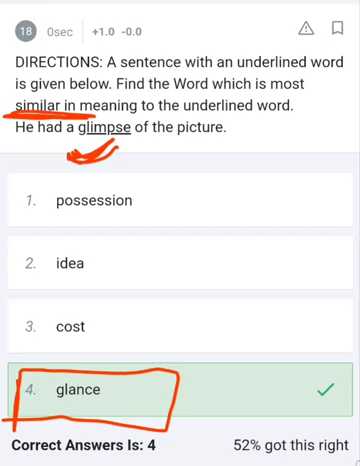 18 0sec +1.0 -0.0
DIRECTIONS: A sentence with an underlined word
is given below. Find the Word which is most
similar in meaning to the underlined word.
He had a glimpse of the picture.
1. possession
2. idea
3. cost
4. glance
Correct Answers Is: 4 52% got this right